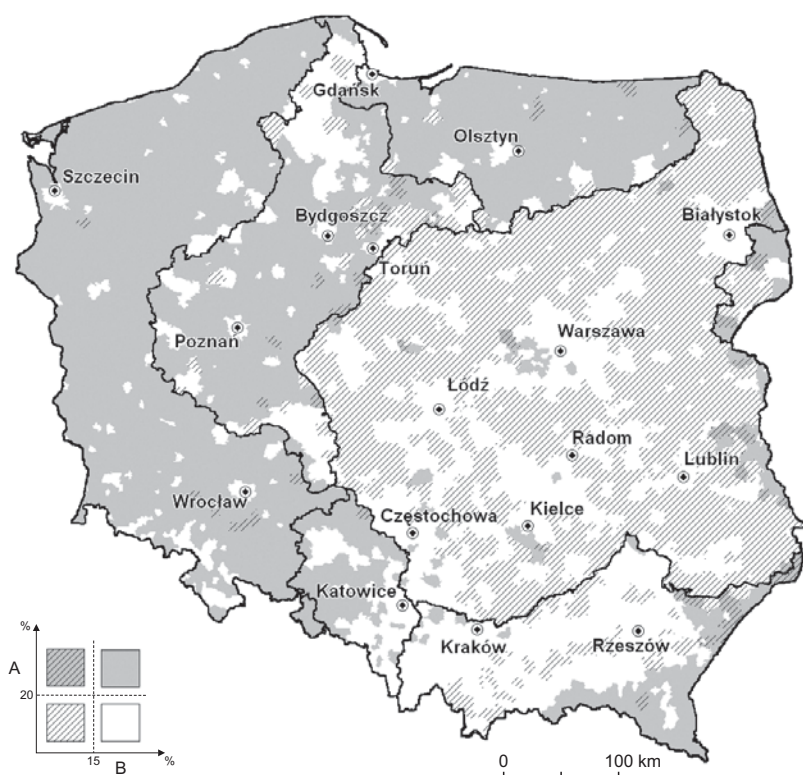 Gdańsk
Olsztyn
Szczecin
Białystok
Bydgoszcz
Toruń
Poznań
Warszawa
Łódź
Radom
Lublin
Wrocław
Częstochowa
Kielce
Katowice
Kraków
Rzeszów
%
A
20
15
%
B
0 100 km